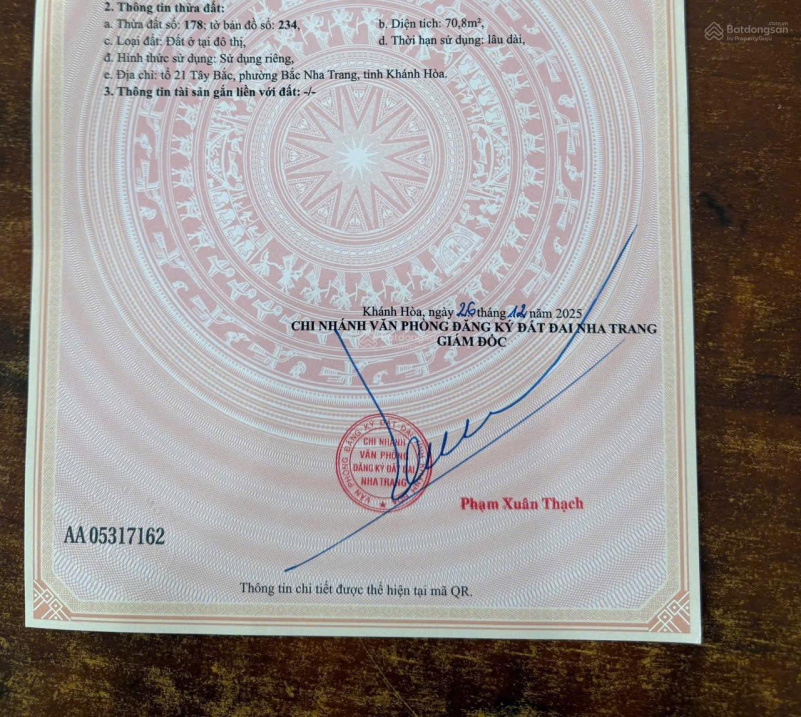 2. Thông tin thửa đất:
a. Thửa đất số: 178; tờ bản đồ số: 234,
b. Diện tích: 70,8m²,
c. Loại đất: Đất ở tại đô thị,
d. Thời hạn sử dụng: lâu dài,
đ. Hình thức sử dụng: Sử dụng riêng,
e. Địa chỉ: tổ 21 Tây Bắc, phường Bắc Nha Trang, tỉnh Khánh Hòa.
3. Thông tin tài sản gắn liền với đất: -/-
Khánh Hòa, ngày 26 tháng 12 năm 2025
CHI NHÁNH VĂN PHÒNG ĐĂNG KÝ ĐẤT ĐAI NHA TRANG
GIÁM ĐỐC
CHI NHÁNH
VĂN PHÒNG
ĐĂNG KÝ ĐẤT ĐAI
NHA TRANG
Phạm Xuân Thạch
AA 05317162
Thông tin chi tiết được thể hiện tại mã QR.
Batdongsan
by PropertyGuru